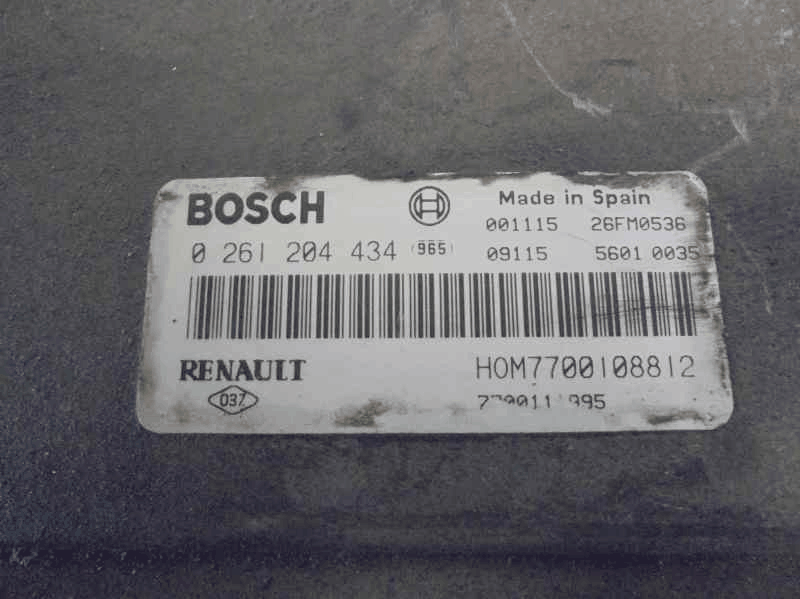 BOSCH Made in Spain
001115 26FM0536
0 261 204 434 (965) 09115 5601 0035
RENAULT HOM7700108812
037